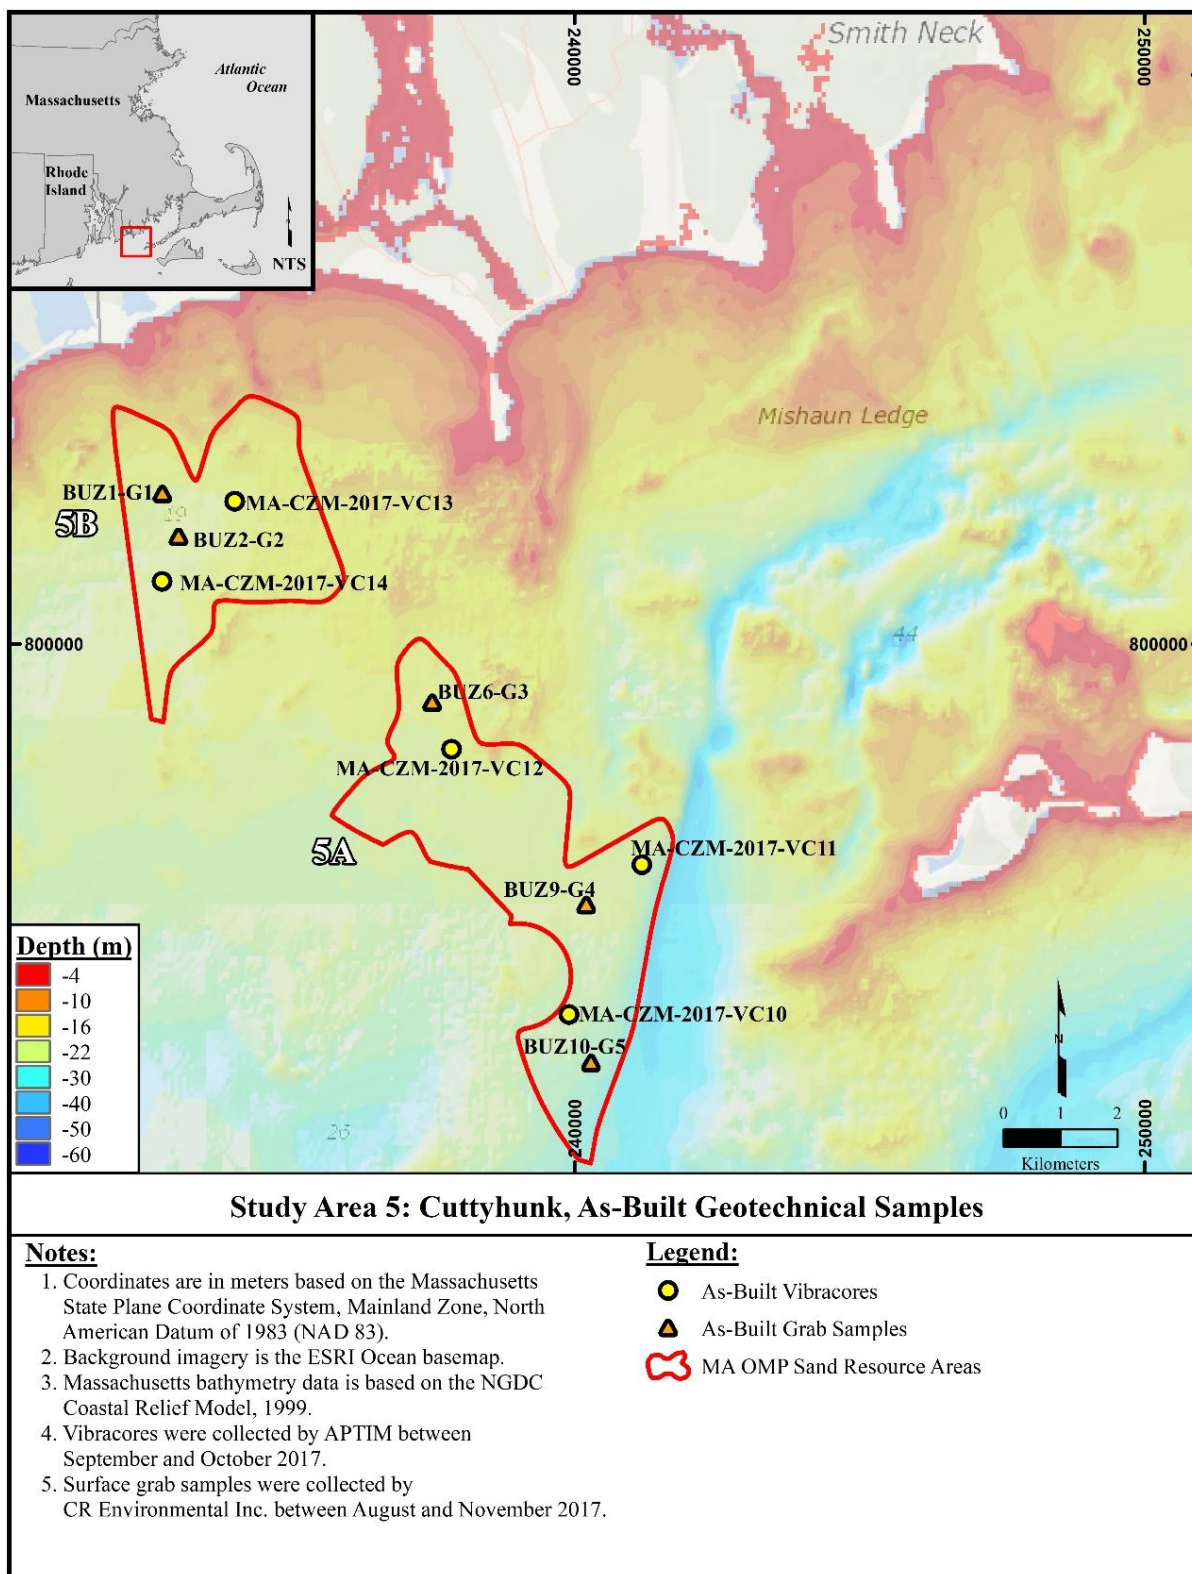 Smith Neck
240000
250000
Atlantic
Ocean
Massachusetts
Rhode
Island
NTS
Mishaun Ledge
BUZ1-G1
MA-CZM-2017-VC13
19
5B
BUZ2-G2
MA-CZM-2017-VC14
800000
44
800000
BUZ6-G3
MA-CZM-2017-VC12
5A
MA-CZM-2017-VC11
BUZ9-G4
MA-CZM-2017-VC10
BUZ10-G5
Depth (m)
-4
-10
-16
-22
-30
-40
-50
-60
26
240000
250000
N
0 1 2
Kilometers
Study Area 5: Cuttyhunk, As-Built Geotechnical Samples
Notes:
1. Coordinates are in meters based on the Massachusetts
State Plane Coordinate System, Mainland Zone, North
American Datum of 1983 (NAD 83).
2. Background imagery is the ESRI Ocean basemap.
3. Massachusetts bathymetry data is based on the NGDC
Coastal Relief Model, 1999.
4. Vibracores were collected by APTIM between
September and October 2017.
5. Surface grab samples were collected by
CR Environmental Inc. between August and November 2017.
Legend:
As-Built Vibracores
As-Built Grab Samples
MA OMP Sand Resource Areas